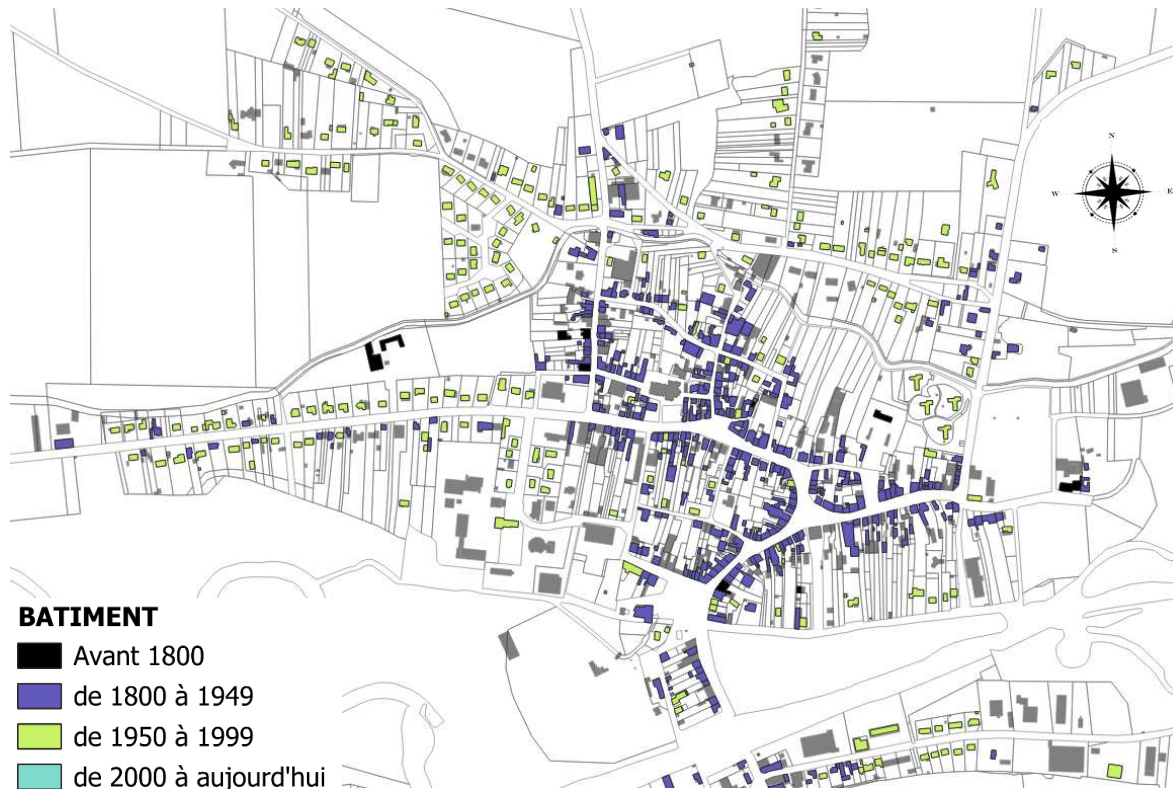 N
W
E
S
BATIMENT
Avant 1800
de 1800 à 1949
de 1950 à 1999
de 2000 à aujourd'hui